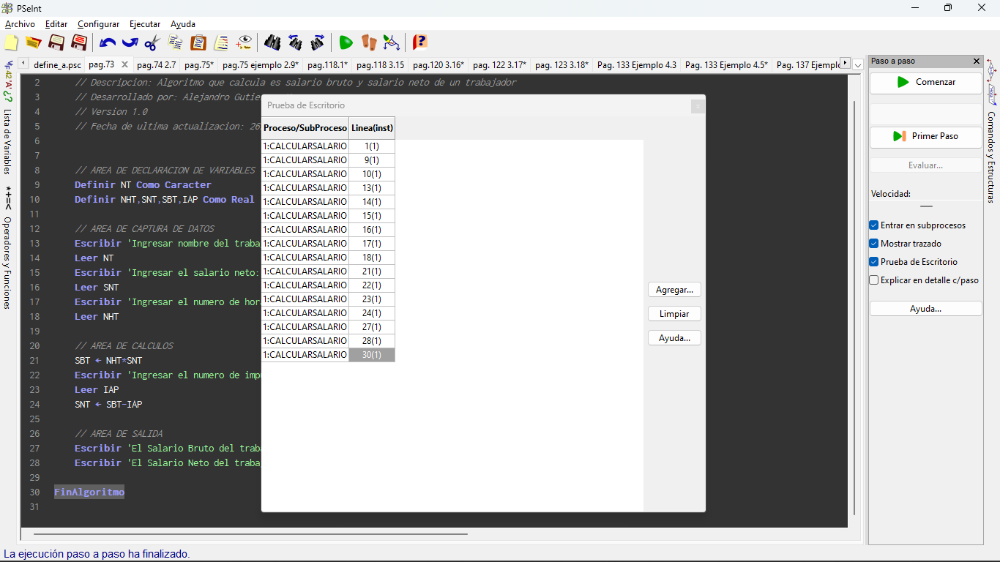 PSeInt
Archivo Editar Configurar Ejecutar Ayuda
define_a.psc pag.73 pag.74 2.7 pag.75* pag.75 ejemplo 2.9* pag.118.1* pag.118 3.15 pag.120 3.16* pag. 122 3.17* pag. 123 3.18* Pag. 133 Ejemplo 4.3 Pag. 133 Ejemplo 4.5* Pag. 137 Ejemplo
Lista de Variables
Operadores y Funciones
2 // Descripcion: Algoritmo que calcula es salario bruto y salario neto de un trabajador
3 // Desarrollado por: Alejandro Gutie
4 // Version 1.0
5 // Fecha de ultima actualizacion: 26
6
7
8 // AREA DE DECLARACION DE VARIABLES
9 Definir NT Como Caracter
10 Definir NHT,SNT,SBT,IAP Como Real
11
12 // AREA DE CAPTURA DE DATOS
13 Escribir 'Ingresar nombre del traba
14 Leer NT
15 Escribir 'Ingresar el salario neto:
16 Leer SNT
17 Escribir 'Ingresar el numero de hor
18 Leer NHT
19
20 // AREA DE CALCULOS
21 SBT ← NHT*SNT
22 Escribir 'Ingresar el numero de imp
23 Leer IAP
24 SNT ← SBT-IAP
25
26 // AREA DE SALIDA
27 Escribir 'El Salario Bruto del trab
28 Escribir 'El Salario Neto del traba
29
30 FinAlgoritmo
31
Prueba de Escritorio
Proceso/SubProceso Linea(inst)
1:CALCULARSALARIO 1(1)
1:CALCULARSALARIO 9(1)
1:CALCULARSALARIO 10(1)
1:CALCULARSALARIO 13(1)
1:CALCULARSALARIO 14(1)
1:CALCULARSALARIO 15(1)
1:CALCULARSALARIO 16(1)
1:CALCULARSALARIO 17(1)
1:CALCULARSALARIO 18(1)
1:CALCULARSALARIO 21(1)
1:CALCULARSALARIO 22(1)
1:CALCULARSALARIO 23(1)
1:CALCULARSALARIO 24(1)
1:CALCULARSALARIO 27(1)
1:CALCULARSALARIO 28(1)
1:CALCULARSALARIO 30(1)
Agregar...
Limpiar
Ayuda...
Paso a paso
Comenzar
Primer Paso
Evaluar...
Velocidad:
Entrar en subprocesos
Mostrar trazado
Prueba de Escritorio
Explicar en detalle c/paso
Ayuda...
Comandos y Estructuras
La ejecución paso a paso ha finalizado.